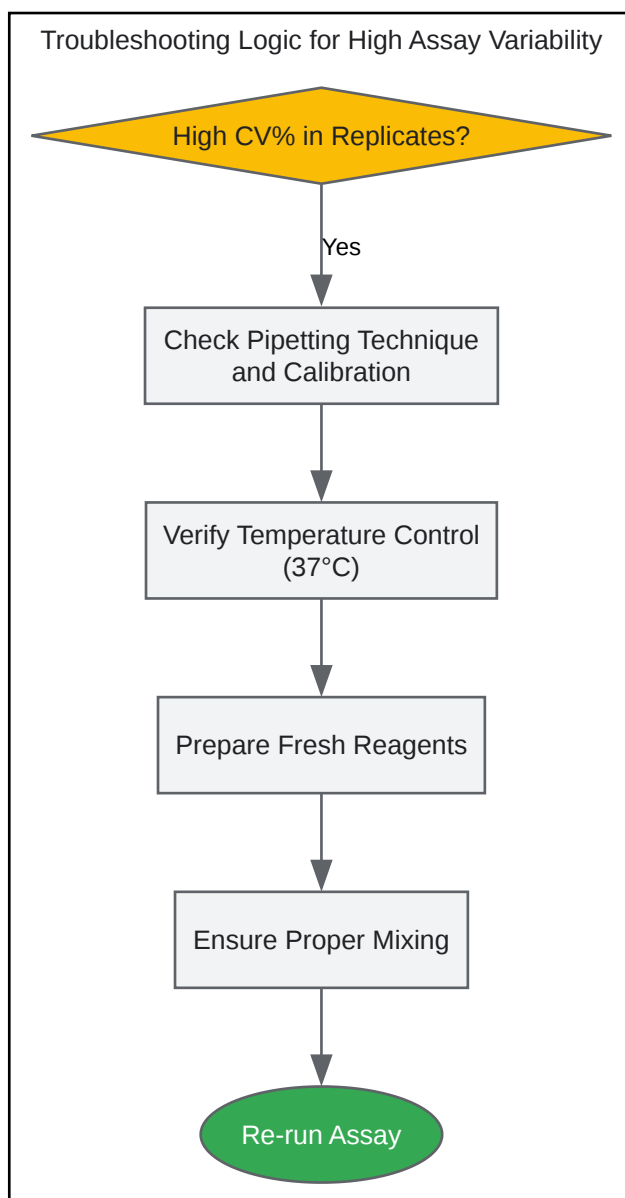 Troubleshooting Logic for High Assay Variability
High CV% in Replicates?
Yes
Check Pipetting Technique
and Calibration
Verify Temperature Control
(37°C)
Prepare Fresh Reagents
Ensure Proper Mixing
Re-run Assay